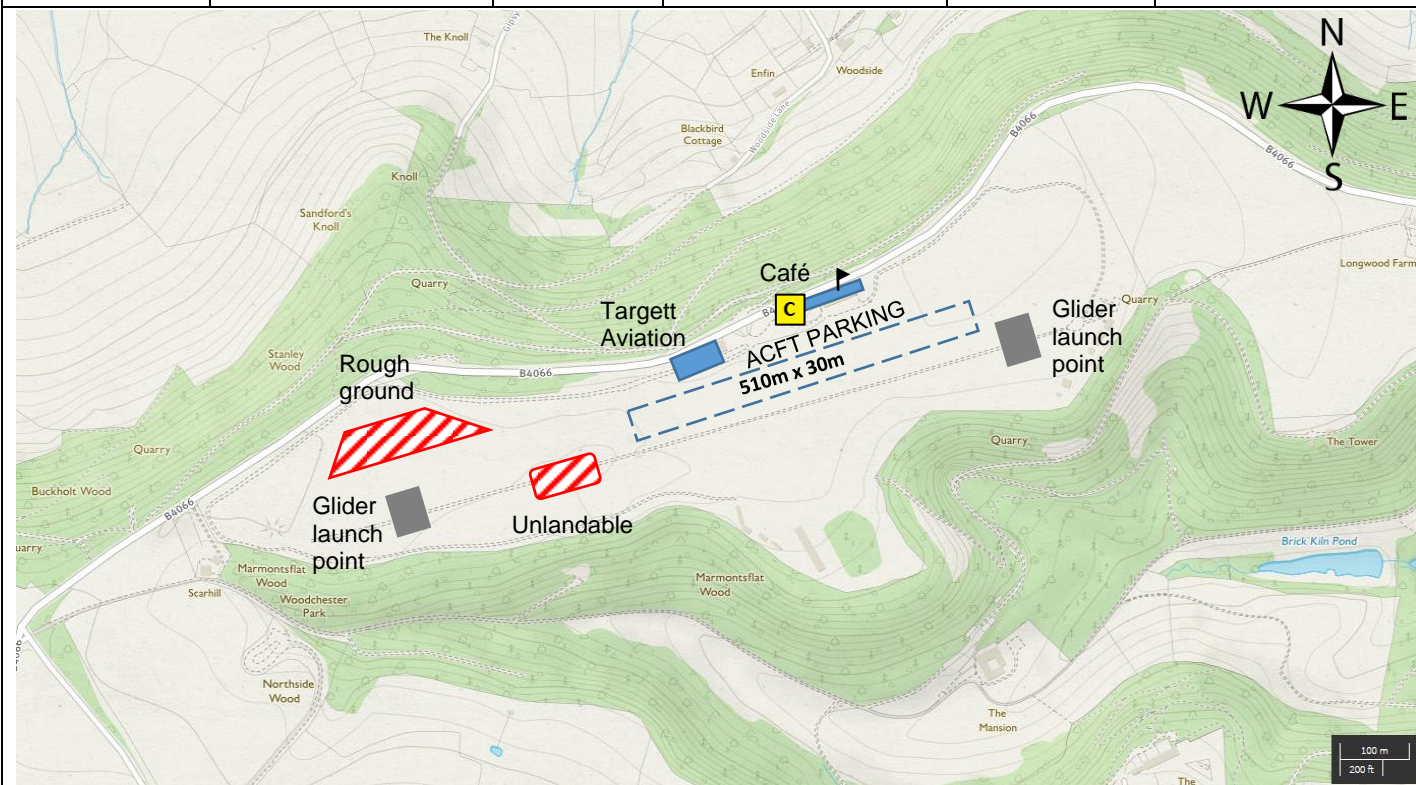 The Knoll
Gipsy
Enfin
Woodside
Woodside Lane
Blackbird
Cottage
N
W
E
S
B4066
B4066
Knoll
Sandford's
Knoll
Quarry
Café
C
Longwood Farm
Targett
Aviation
ACFT PARKING
510m x 30m
Quarry
Glider
launch
point
Stanley
Wood
Rough
ground
B4066
Quarry
Quarry
The Tower
Buckholt Wood
B4066
Glider
launch
point
Unlandable
uarry
Brick Kiln Pond
Marmontsflat
Wood
Scarhill
Woodchester
Park
Marmontsflat
Wood
Northside
Wood
The
Mansion
100 m
200 ft
The